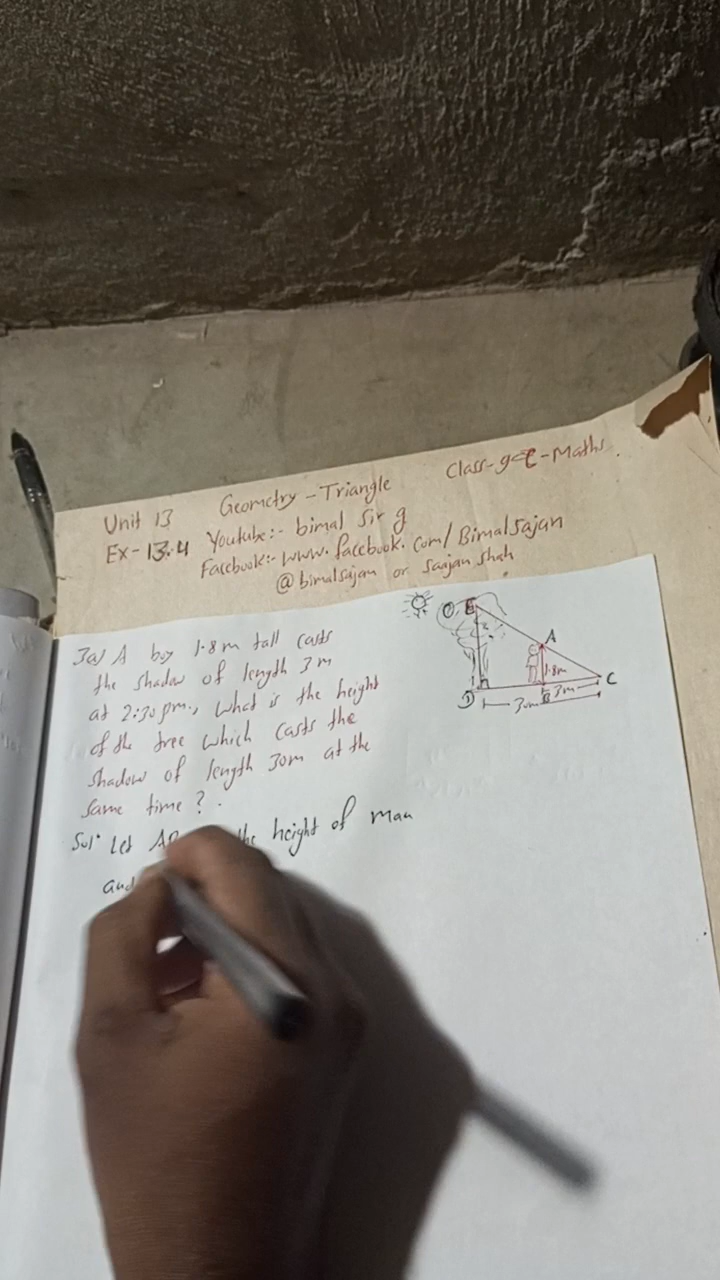 Unit 13 Geometry - Triangle Class - 9 - Maths.
Ex - 13.4 Youtube:- bimal Sir g
Facebook:- www.facebook.com/Bimalsajan
@bimalsajan or Saajan Shah
3a) A boy 1.8m tall casts
the shadow of length 3m
at 2:30 pm., what is the height
of the tree which casts the
shadow of length 30m at the
same time?.
Solⁿ Let the height of man
and
E
A
1.8m
D
B
C
3m
30m